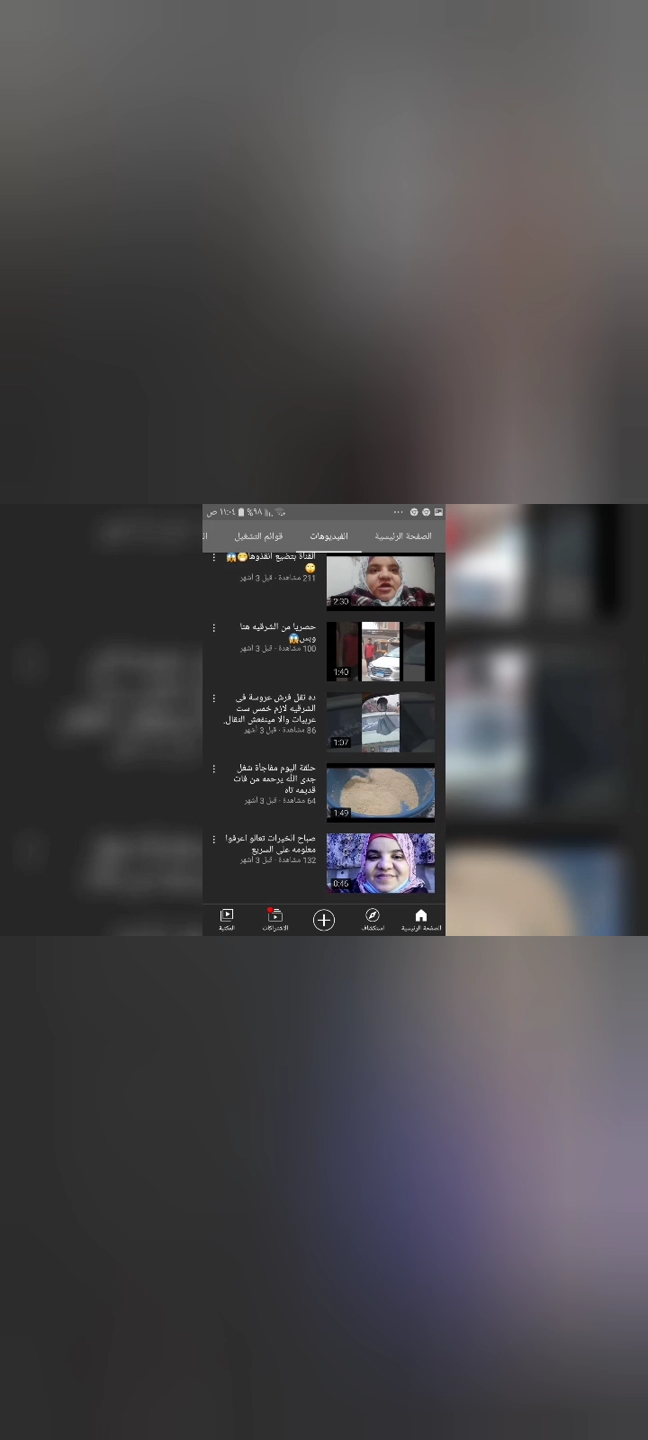 ١١:٠٤ ص ٩٨%
الصفحة الرئيسية الفيديوهات قوائم التشغيل
القناة بتضيع انقذوها😁😱
🙄
211 مشاهدة · قبل 3 أشهر
2:30
حصريا من الشرقيه هنا
وبس😱
100 مشاهدة · قبل 3 أشهر
1:40
ده نقل فرش عروسة فى
الشرقيه لازم خمس ست
عربيات والا مينفعش النقال.
86 مشاهدة · قبل 3 أشهر
1:07
حلقة اليوم مفاجأة شغل
جدى الله يرحمه من فات
قديمه تاه
64 مشاهدة · قبل 3 أشهر
1:49
صباح الخيرات تعالو اعرفوا
معلومه على السريع
132 مشاهدة · قبل 3 أشهر
0:46
الصفحة الرئيسية استكشاف الاشتراكات المكتبة